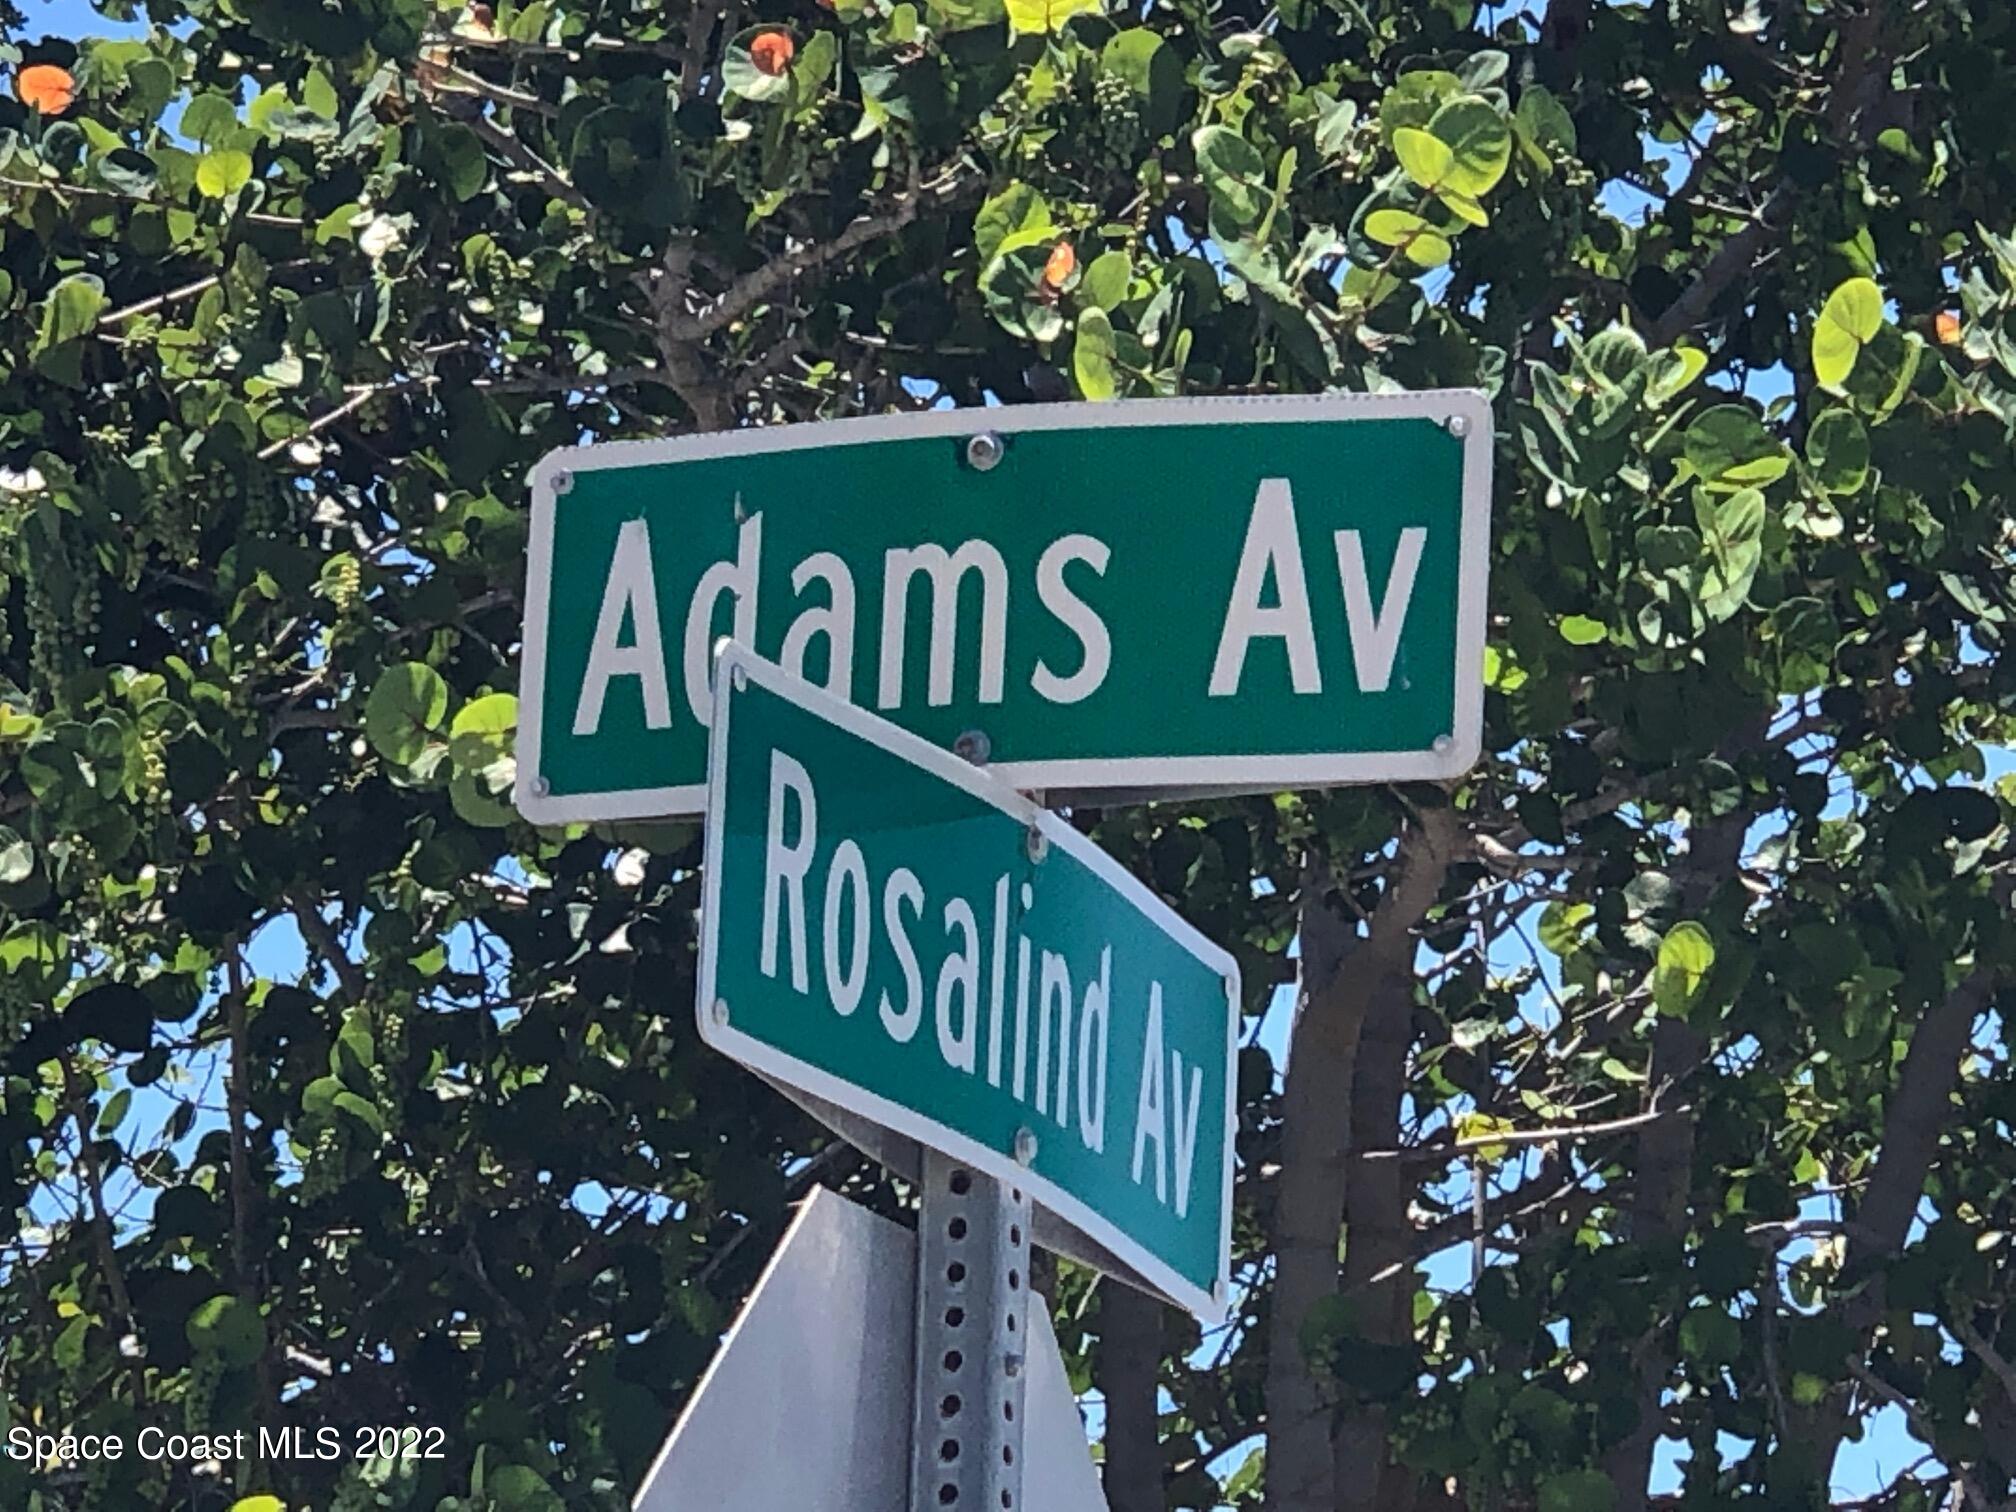 Adams Av
Rosalind Av
Space Coast MLS 2022